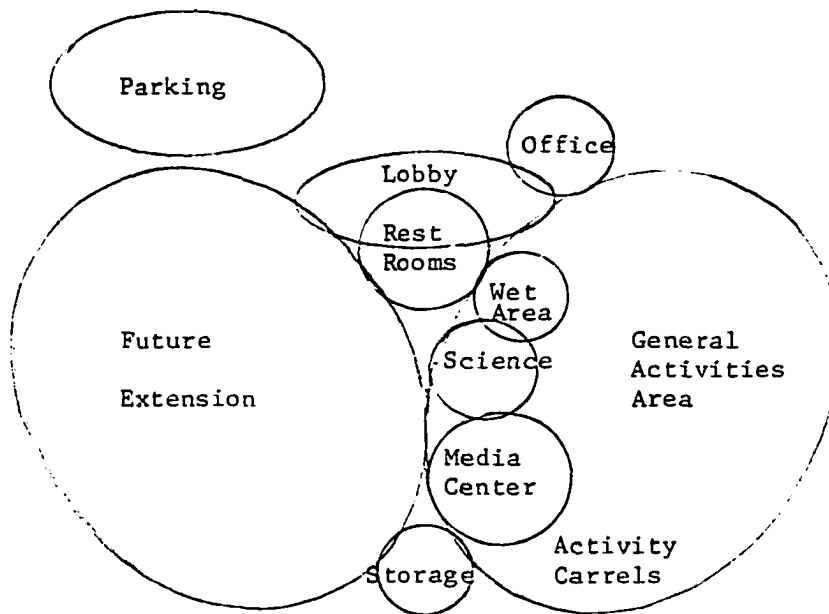 Parking
Office
Lobby
Rest
Rooms
Wet
Area
Future
Extension
Science
General
Activities
Area
Media
Center
Activity
Carrels
Storage